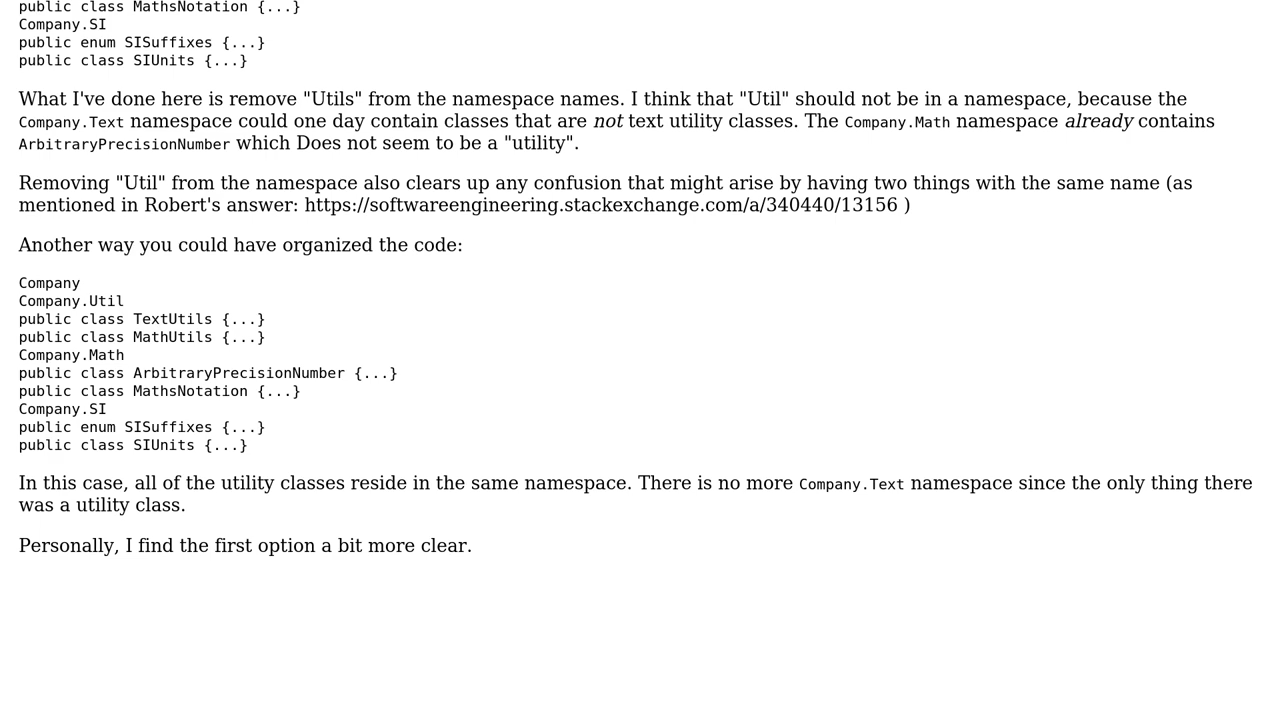 public class MathsNotation {...}
Company.SI
public enum SISuffixes {...}
public class SIUnits {...}
What I've done here is remove "Utils" from the namespace names. I think that "Util" should not be in a namespace, because the
Company.Text namespace could one day contain classes that are not text utility classes. The Company.Math namespace already contains
ArbitraryPrecisionNumber which Does not seem to be a "utility".
Removing "Util" from the namespace also clears up any confusion that might arise by having two things with the same name (as
mentioned in Robert's answer: https://softwareengineering.stackexchange.com/a/340440/13156 )
Another way you could have organized the code:
Company
Company.Util
public class TextUtils {...}
public class MathUtils {...}
Company.Math
public class ArbitraryPrecisionNumber {...}
public class MathsNotation {...}
Company.SI
public enum SISuffixes {...}
public class SIUnits {...}
In this case, all of the utility classes reside in the same namespace. There is no more Company.Text namespace since the only thing there
was a utility class.
Personally, I find the first option a bit more clear.